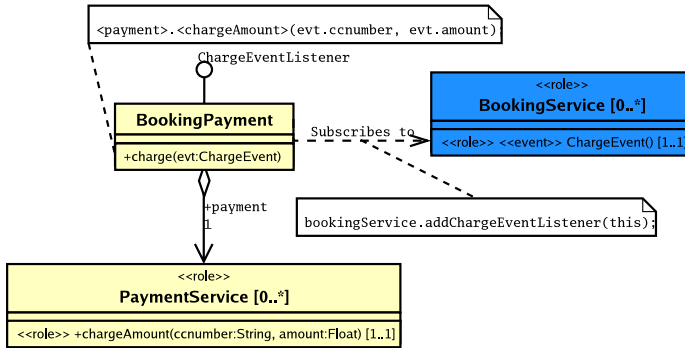 <payment>.<chargeAmount>(evt.ccnumber, evt.amount);
ChargeEventListener
<<role>>
BookingService [0..*]
<<role>> <<event>> ChargeEvent() [1..1]
BookingPayment
+charge(evt:ChargeEvent)
Subscribes to
+payment
1
bookingService.addChargeEventListener(this);
<<role>>
PaymentService [0..*]
<<role>> +chargeAmount(ccnumber:String, amount:Float) [1..1]